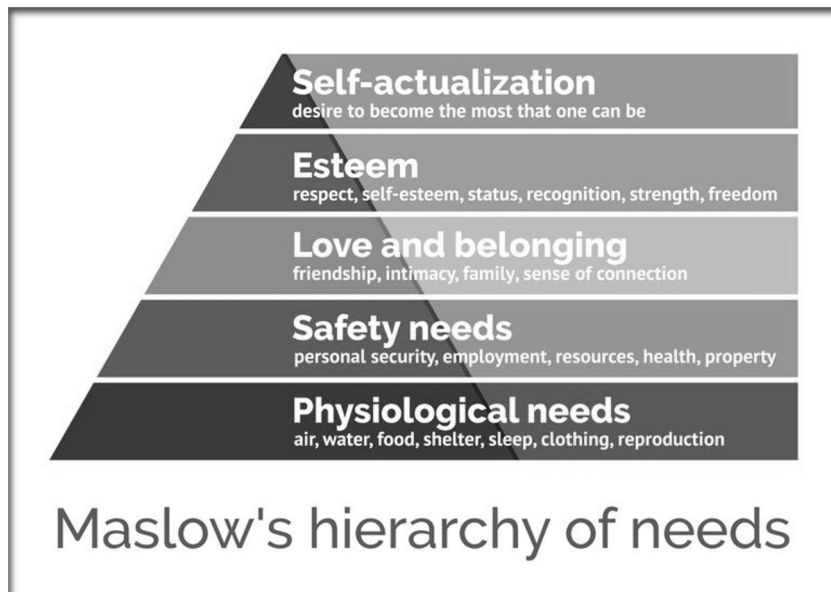 Self-actualization
desire to become the most that one can be
Esteem
respect, self-esteem, status, recognition, strength, freedom
Love and belonging
friendship, intimacy, family, sense of connection
Safety needs
personal security, employment, resources, health, property
Physiological needs
air, water, food, shelter, sleep, clothing, reproduction
Maslow's hierarchy of needs